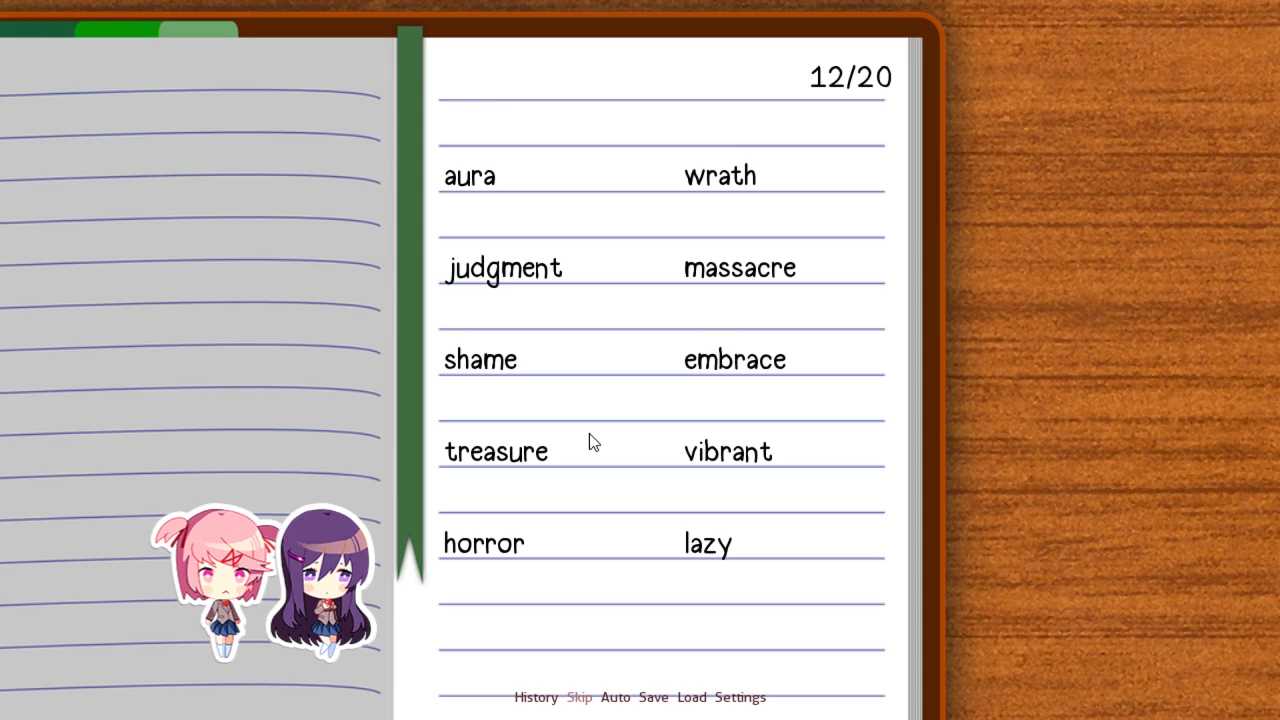 12/20
aura wrath
judgment massacre
shame embrace
treasure vibrant
horror lazy
History Skip Auto Save Load Settings